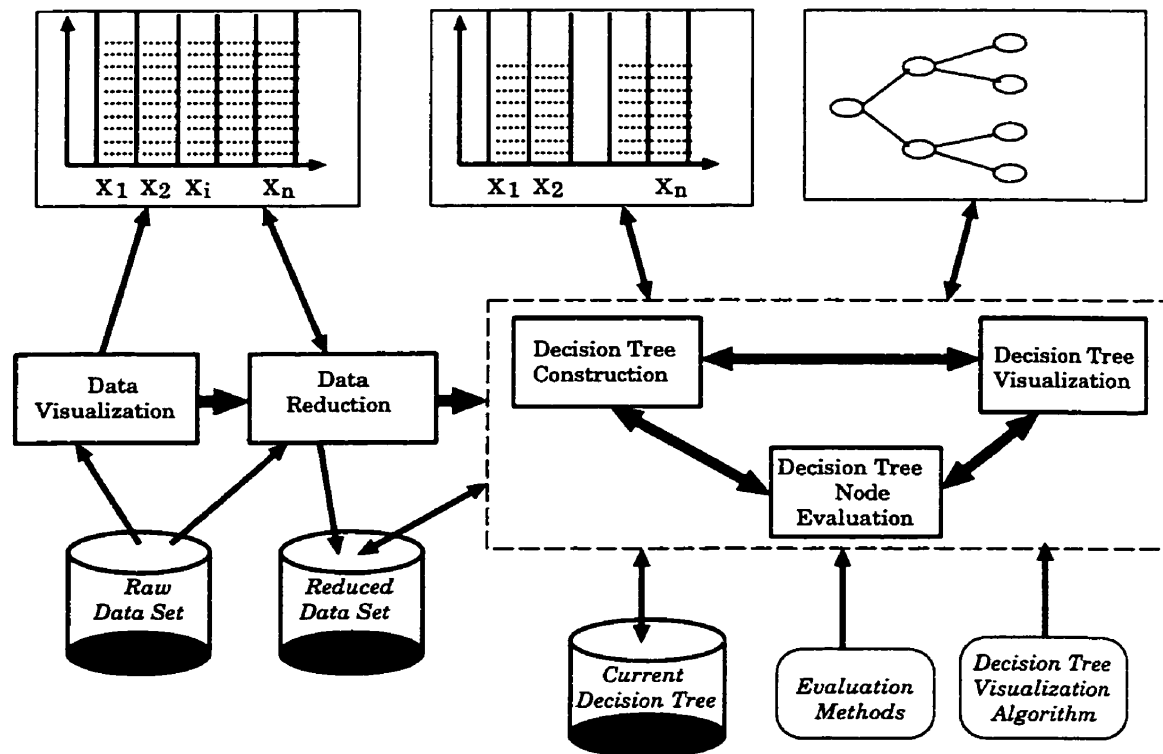 X1 X2 Xi Xn
X1 X2 Xn
Data
Visualization
Data
Reduction
Decision Tree
Construction
Decision Tree
Visualization
Decision Tree
Node
Evaluation
Raw
Data Set
Reduced
Data Set
Current
Decision Tree
Evaluation
Methods
Decision Tree
Visualization
Algorithm